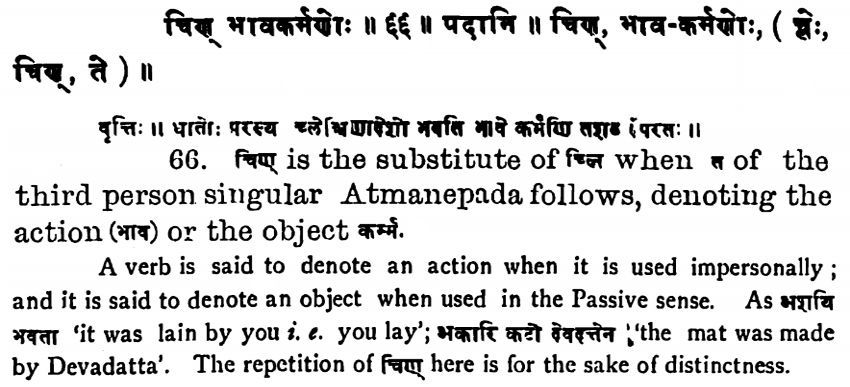 चिण् भावकर्मणोः ॥ ६६ ॥ पदानि ॥ चिण्, भाव-कर्मणोः, ( च्लेः,
चिण्, ते ) ॥
वृत्तिः ॥ धातोः परस्य च्लेश्चिणादेशो भवति भावे कर्मणि तशब्दे परतः ॥
66. चिण् is the substitute of च्लि when त of the
third person singular Atmanepada follows, denoting the
action (भाव) or the object कर्म्म.
A verb is said to denote an action when it is used impersonally ;
and it is said to denote an object when used in the Passive sense. As अशायि
भवता 'it was lain by you i. e. you lay'; अकारि कटो देवदत्तेन 'the mat was made
by Devadatta'. The repetition of चिण् here is for the sake of distinctness.